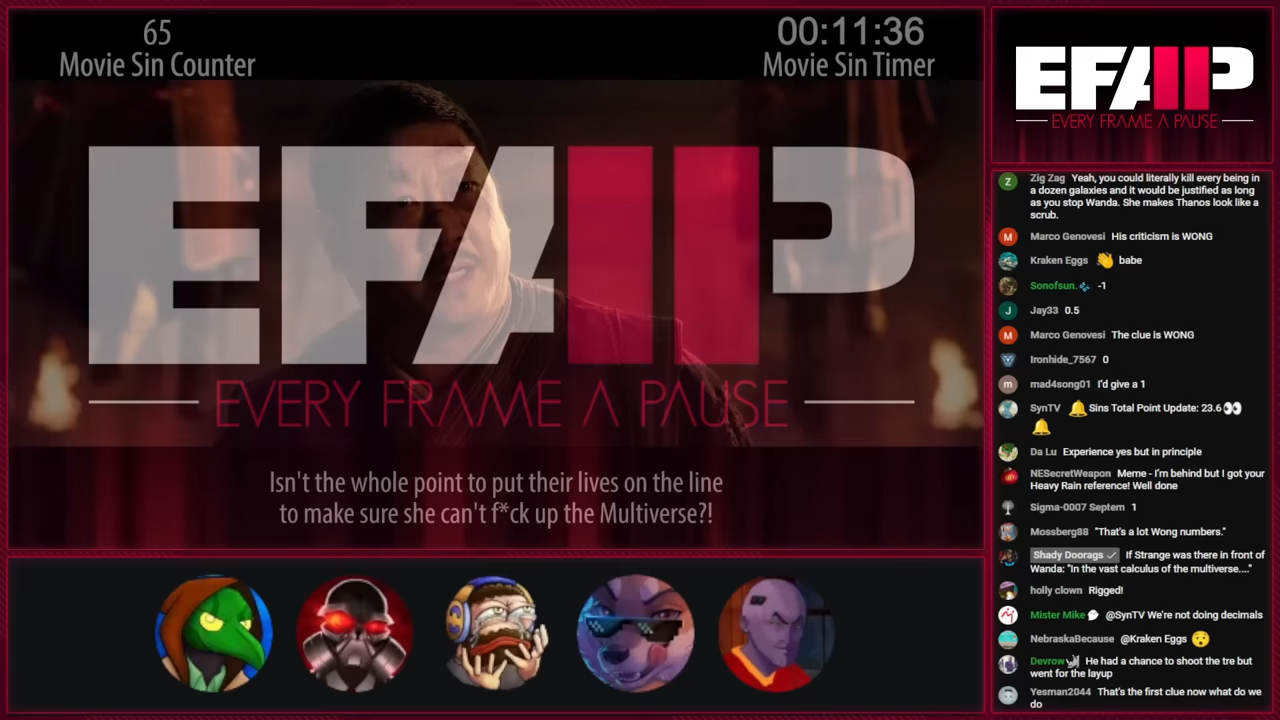 65
Movie Sin Counter
00:11:36
Movie Sin Timer
EFAP
EVERY FRAME A PAUSE
Isn't the whole point to put their lives on the line
to make sure she can't f*ck up the Multiverse?!
EFAP
EVERY FRAME A PAUSE
Z
Zig Zag Yeah, you could literally kill every being in
a dozen galaxies and it would be justified as long
as you stop Wanda. She makes Thanos look like a
scrub.
M
Marco Genovesi His criticism is WONG
Kraken Eggs 👋 babe
Sonofsun. -1
J
Jay33 0.5
M
Marco Genovesi The clue is WONG
Ironhide_7567 0
m
mad4song01 I'd give a 1
SynTV 🔔Sins Total Point Update: 23.6👀
🔔
Da Lu Experience yes but in principle
NESecretWeapon Meme - I'm behind but I got your
Heavy Rain reference! Well done
Sigma-0007 Septem 1
Mossberg88 "That's a lot Wong numbers."
Shady Doorags ✓ If Strange was there in front of
Wanda: "In the vast calculus of the multiverse...."
holly clown Rigged!
Mister Mike @SynTV We're not doing decimals
NebraskaBecause @Kraken Eggs 😯
Devrow He had a chance to shoot the tre but
went for the layup
Yesman2044 That's the first clue now what do we
do